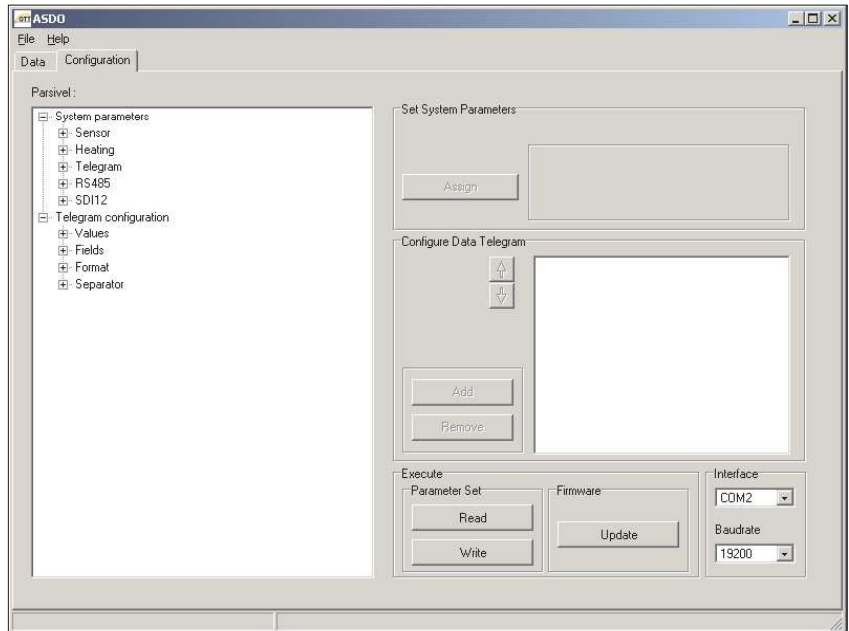 OTT ASDO
File Help
Data Configuration
Parsivel :
System parameters
Sensor
Heating
Telegram
RS485
SDI12
Telegram configuration
Values
Fields
Format
Separator
Set System Parameters
Assign
Configure Data Telegram
Add
Remove
Execute
Parameter Set
Read
Write
Firmware
Update
Interface
COM2
Baudrate
19200